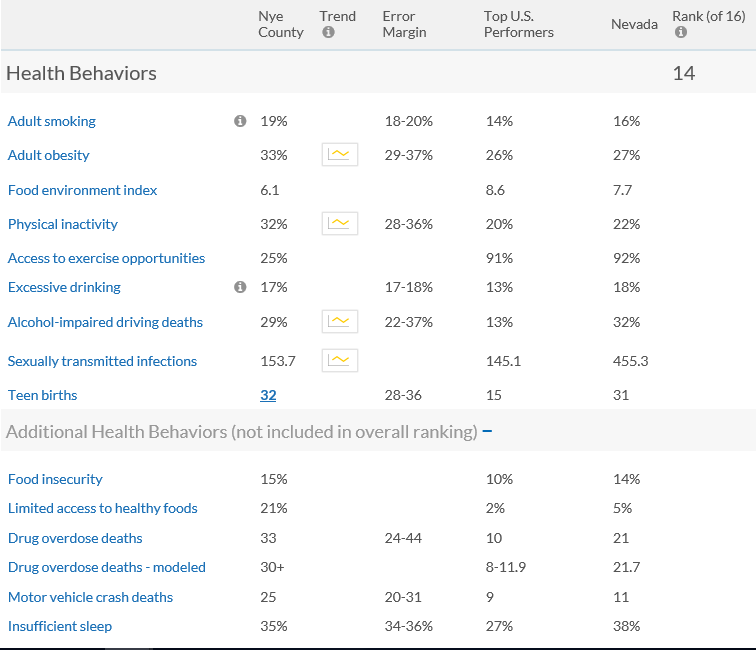 Nye County Trend Error Margin Top U.S. Performers Nevada Rank (of 16)
Health Behaviors 14
Adult smoking 19% 18-20% 14% 16%
Adult obesity 33% 29-37% 26% 27%
Food environment index 6.1 8.6 7.7
Physical inactivity 32% 28-36% 20% 22%
Access to exercise opportunities 25% 91% 92%
Excessive drinking 17% 17-18% 13% 18%
Alcohol-impaired driving deaths 29% 22-37% 13% 32%
Sexually transmitted infections 153.7 145.1 455.3
Teen births 32 28-36 15 31
Additional Health Behaviors (not included in overall ranking) −
Food insecurity 15% 10% 14%
Limited access to healthy foods 21% 2% 5%
Drug overdose deaths 33 24-44 10 21
Drug overdose deaths - modeled 30+ 8-11.9 21.7
Motor vehicle crash deaths 25 20-31 9 11
Insufficient sleep 35% 34-36% 27% 38%